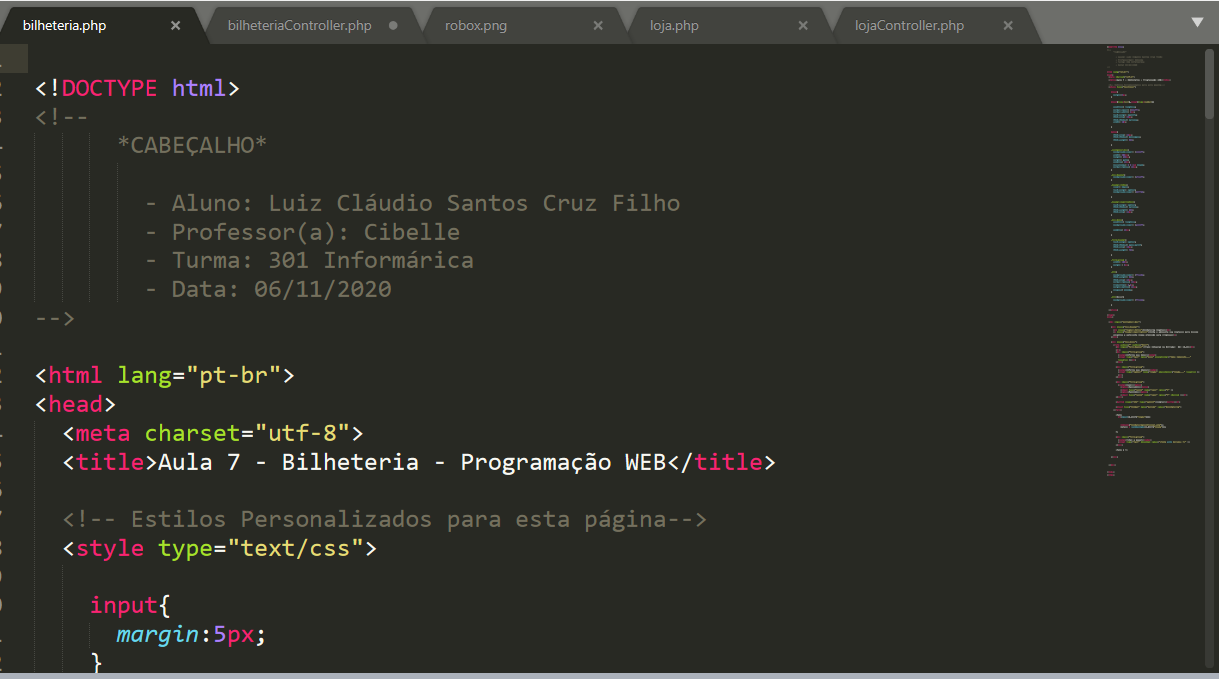 bilheteria.php × bilheteriaController.php robox.png × loja.php × lojaController.php ×
<!DOCTYPE html>
<!--
*CABEÇALHO*
- Aluno: Luiz Cláudio Santos Cruz Filho
- Professor(a): Cibelle
- Turma: 301 Informárica
- Data: 06/11/2020
-->
<html lang="pt-br">
<head>
<meta charset="utf-8">
<title>Aula 7 - Bilheteria - Programação WEB</title>
<!-- Estilos Personalizados para esta página-->
<style type="text/css">
input{
margin:5px;
}